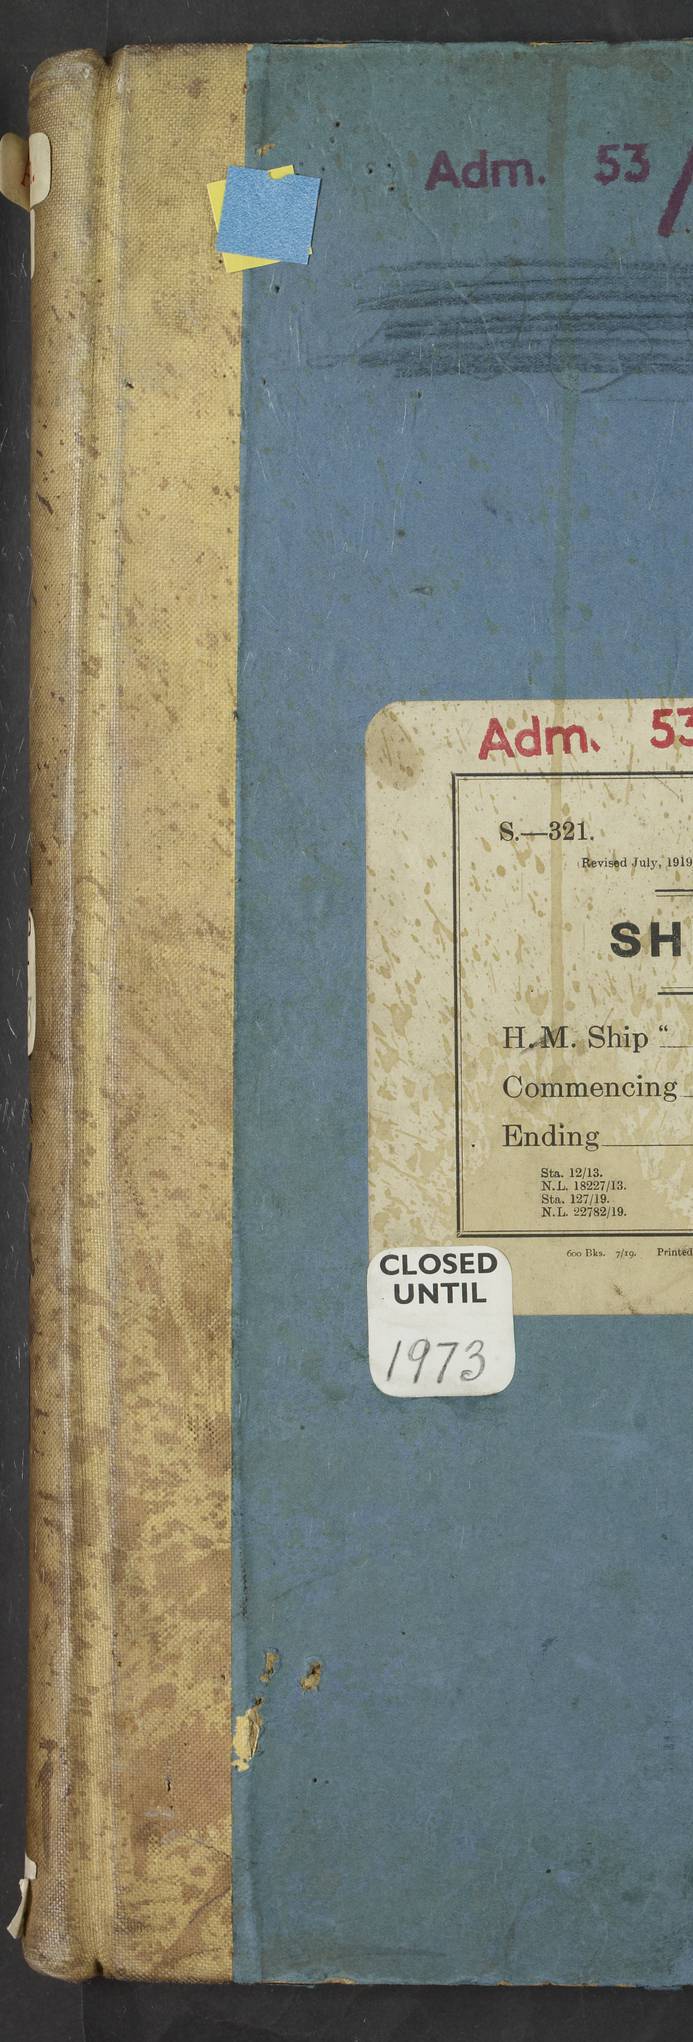 Adm. 53 /
Adm. 53
S.—321.
Revised July, 1919
SH
H.M. Ship “
Commencing
Ending
Sta. 12/13.
N.L. 18227/13.
Sta. 127/19.
N.L. 22782/19.
600 Bks. 7/19. Printed
CLOSED
UNTIL
1973